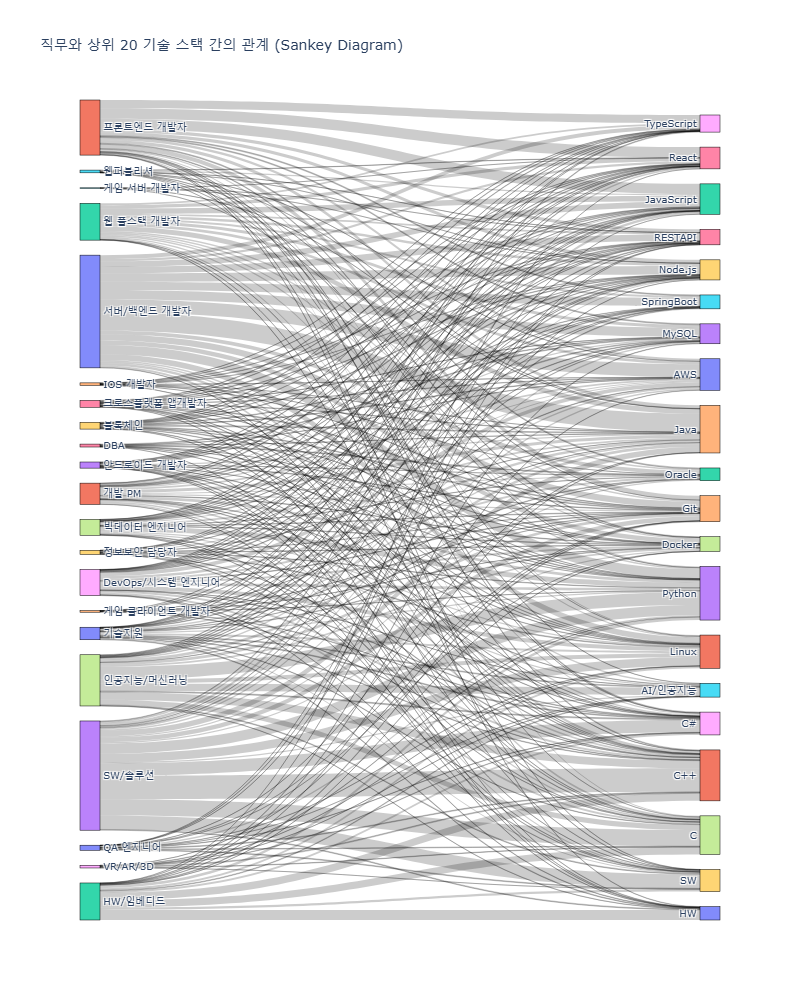 직무와 상위 20 기술 스택 간의 관계 (Sankey Diagram)
프론트엔드 개발자
웹퍼블리셔
게임 서버 개발자
웹 풀스택 개발자
서버/백엔드 개발자
IOS 개발자
크로스플랫폼 앱개발자
블록체인
DBA
안드로이드 개발자
개발 PM
빅데이터 엔지니어
정보보안 담당자
DevOps/시스템 엔지니어
게임 클라이언트 개발자
기술지원
인공지능/머신러닝
SW/솔루션
QA 엔지니어
VR/AR/3D
HW/임베디드
TypeScript
React
JavaScript
RESTAPI
Node.js
SpringBoot
MySQL
AWS
Java
Oracle
Git
Docker
Python
Linux
AI/인공지능
C#
C++
C
SW
HW